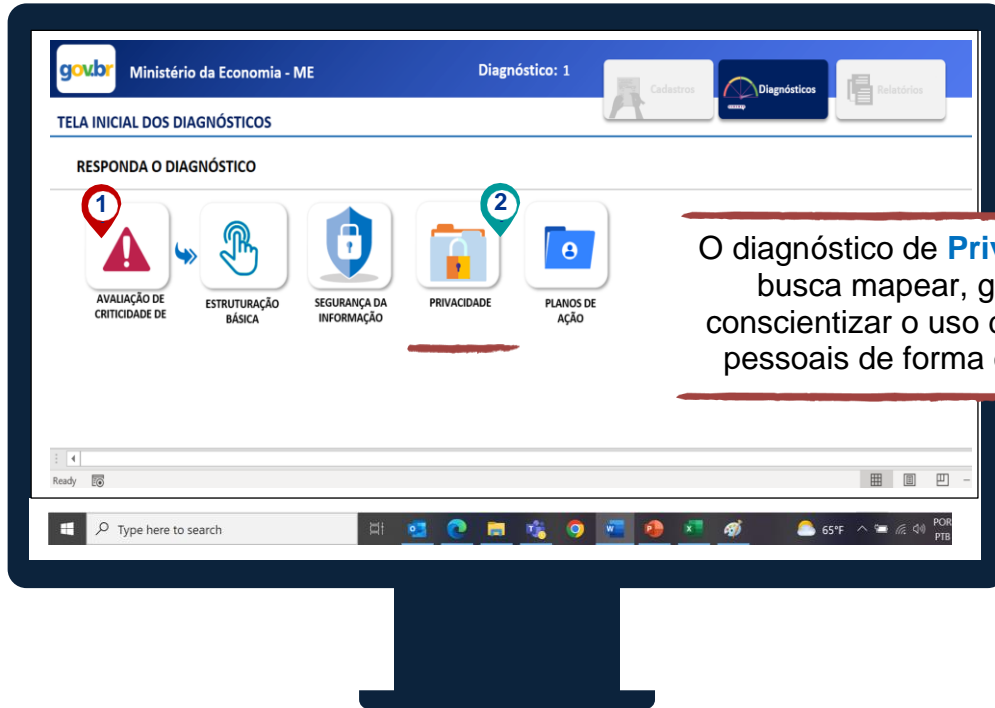 gov.br
Ministério da Economia - ME
Diagnóstico: 1
Cadastros
Diagnósticos
Relatórios
TELA INICIAL DOS DIAGNÓSTICOS
RESPONDA O DIAGNÓSTICO
1
2
AVALIAÇÃO DE
CRITICIDADE DE
ESTRUTURAÇÃO
BÁSICA
SEGURANÇA DA
INFORMAÇÃO
PRIVACIDADE
PLANOS DE
AÇÃO
O diagnóstico de
busca mapear,
conscientizar o uso
pessoais de forma
Ready
Type here to search
65°F
POR
PTB